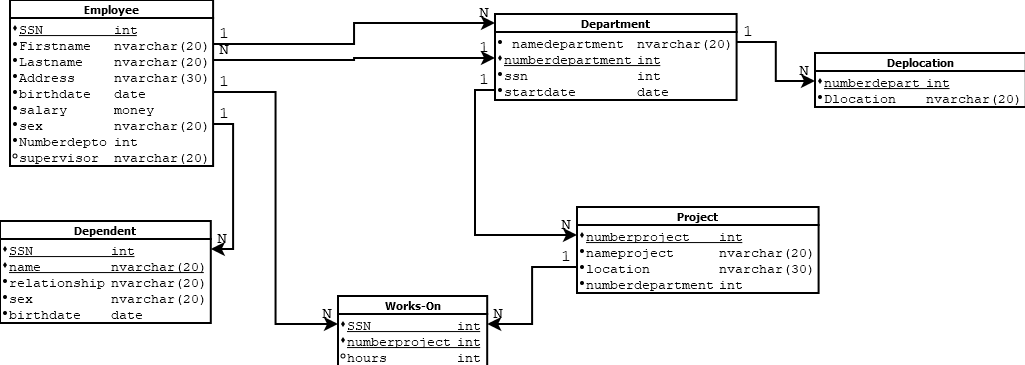 Employee
SSN int
Firstname nvarchar(20)
Lastname nvarchar(20)
Address nvarchar(30)
birthdate date
salary money
sex nvarchar(20)
Numberdepto int
supervisor nvarchar(20)
1
N
1
1
N
1
1
Department
namedepartment nvarchar(20)
numberdepartment int
ssn int
startdate date
1
N
Deplocation
numberdepart int
Dlocation nvarchar(20)
N
Dependent
SSN int
name nvarchar(20)
relationship nvarchar(20)
sex nvarchar(20)
birthdate date
N
1
Project
numberproject int
nameproject nvarchar(20)
location nvarchar(30)
numberdepartment int
N
N
Works-On
SSN int
numberproject int
hours int